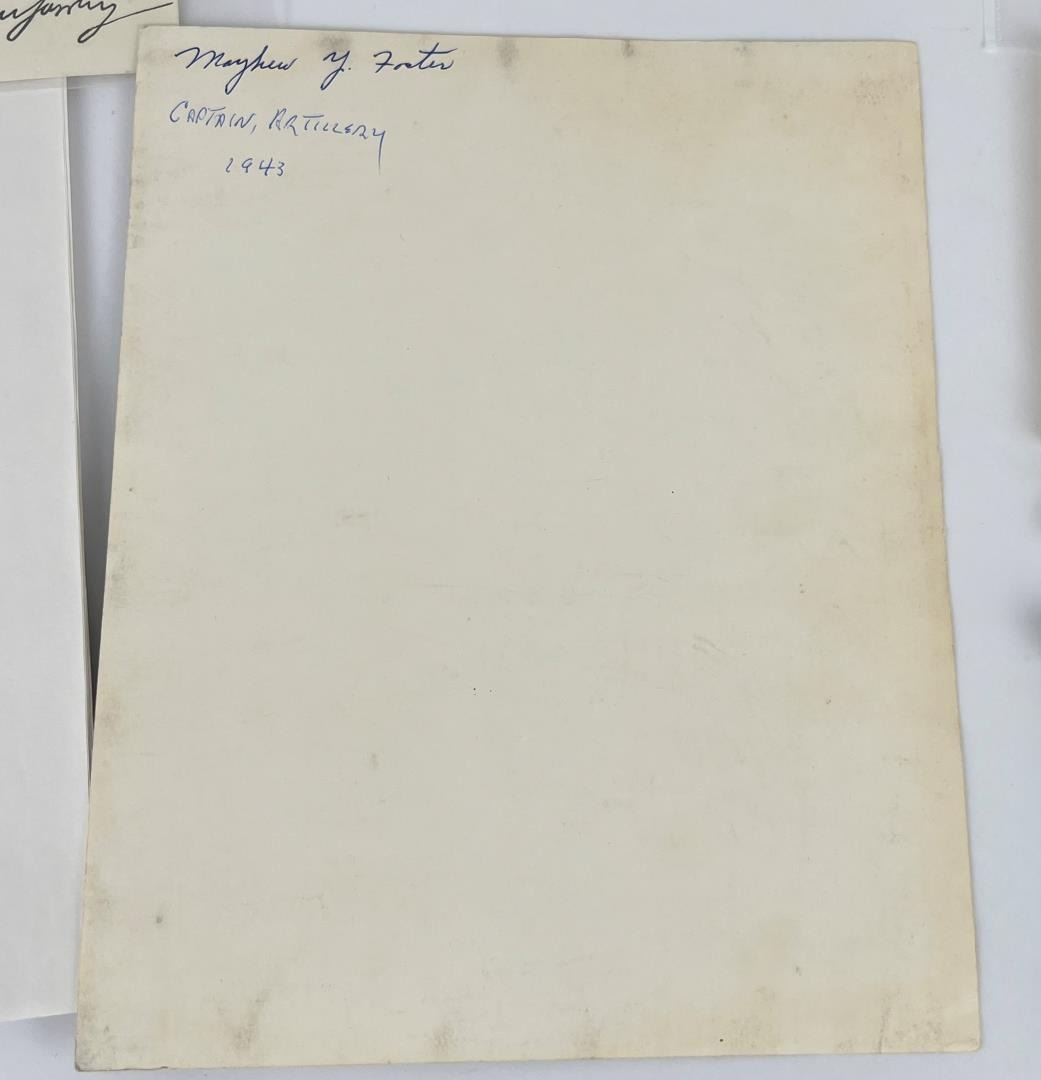 Mayhew Y. Foster
CAPTAIN, ARTILLERY
1943